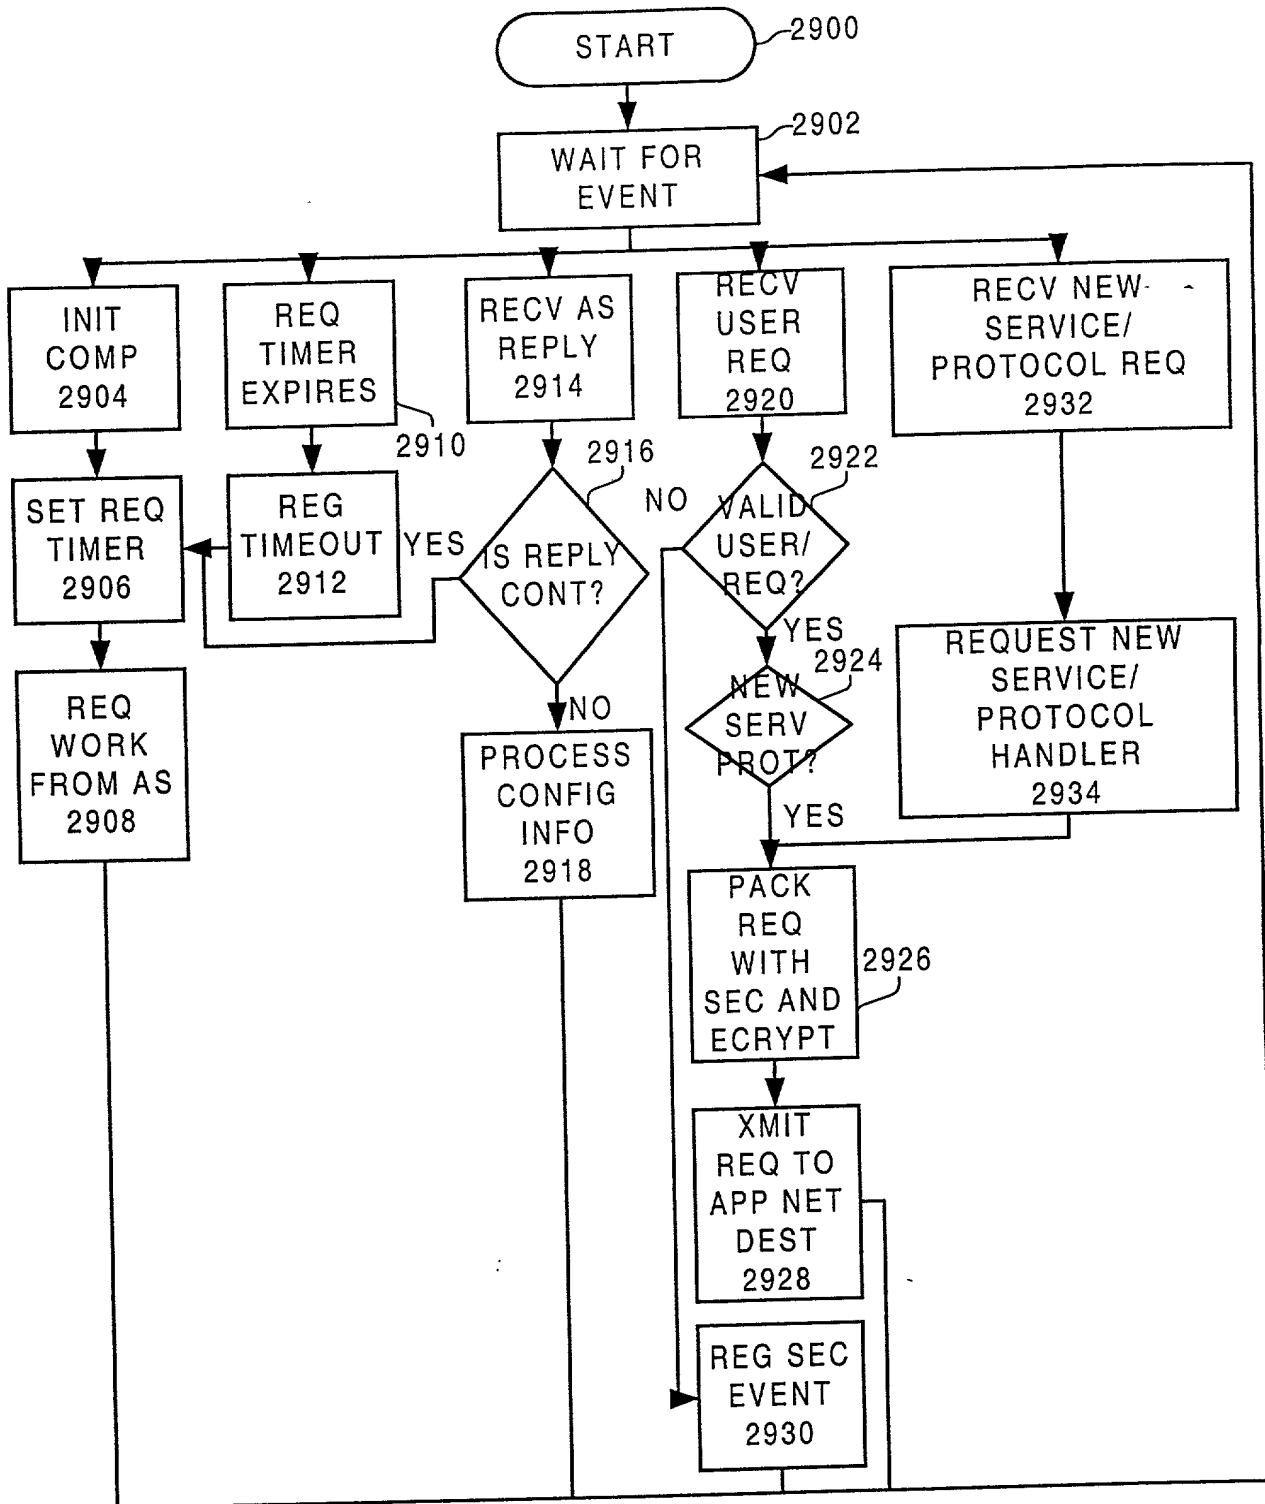 START
2900
WAIT FOR
EVENT
2902
INIT
COMP
2904
REQ
TIMER
EXPIRES
2910
RECV AS
REPLY
2914
RECV
USER
REQ
2920
RECV NEW
SERVICE/
PROTOCOL REQ
2932
SET REQ
TIMER
2906
REG
TIMEOUT
2912
YES
IS REPLY
CONT?
2916
NO
VALID
USER/
REQ?
2922
YES
NEW
SERV
PROT?
2924
YES
REQUEST NEW
SERVICE/
PROTOCOL
HANDLER
2934
REQ
WORK
FROM AS
2908
NO
PROCESS
CONFIG
INFO
2918
PACK
REQ
WITH
SEC AND
ECRYPT
2926
XMIT
REQ TO
APP NET
DEST
2928
REG SEC
EVENT
2930